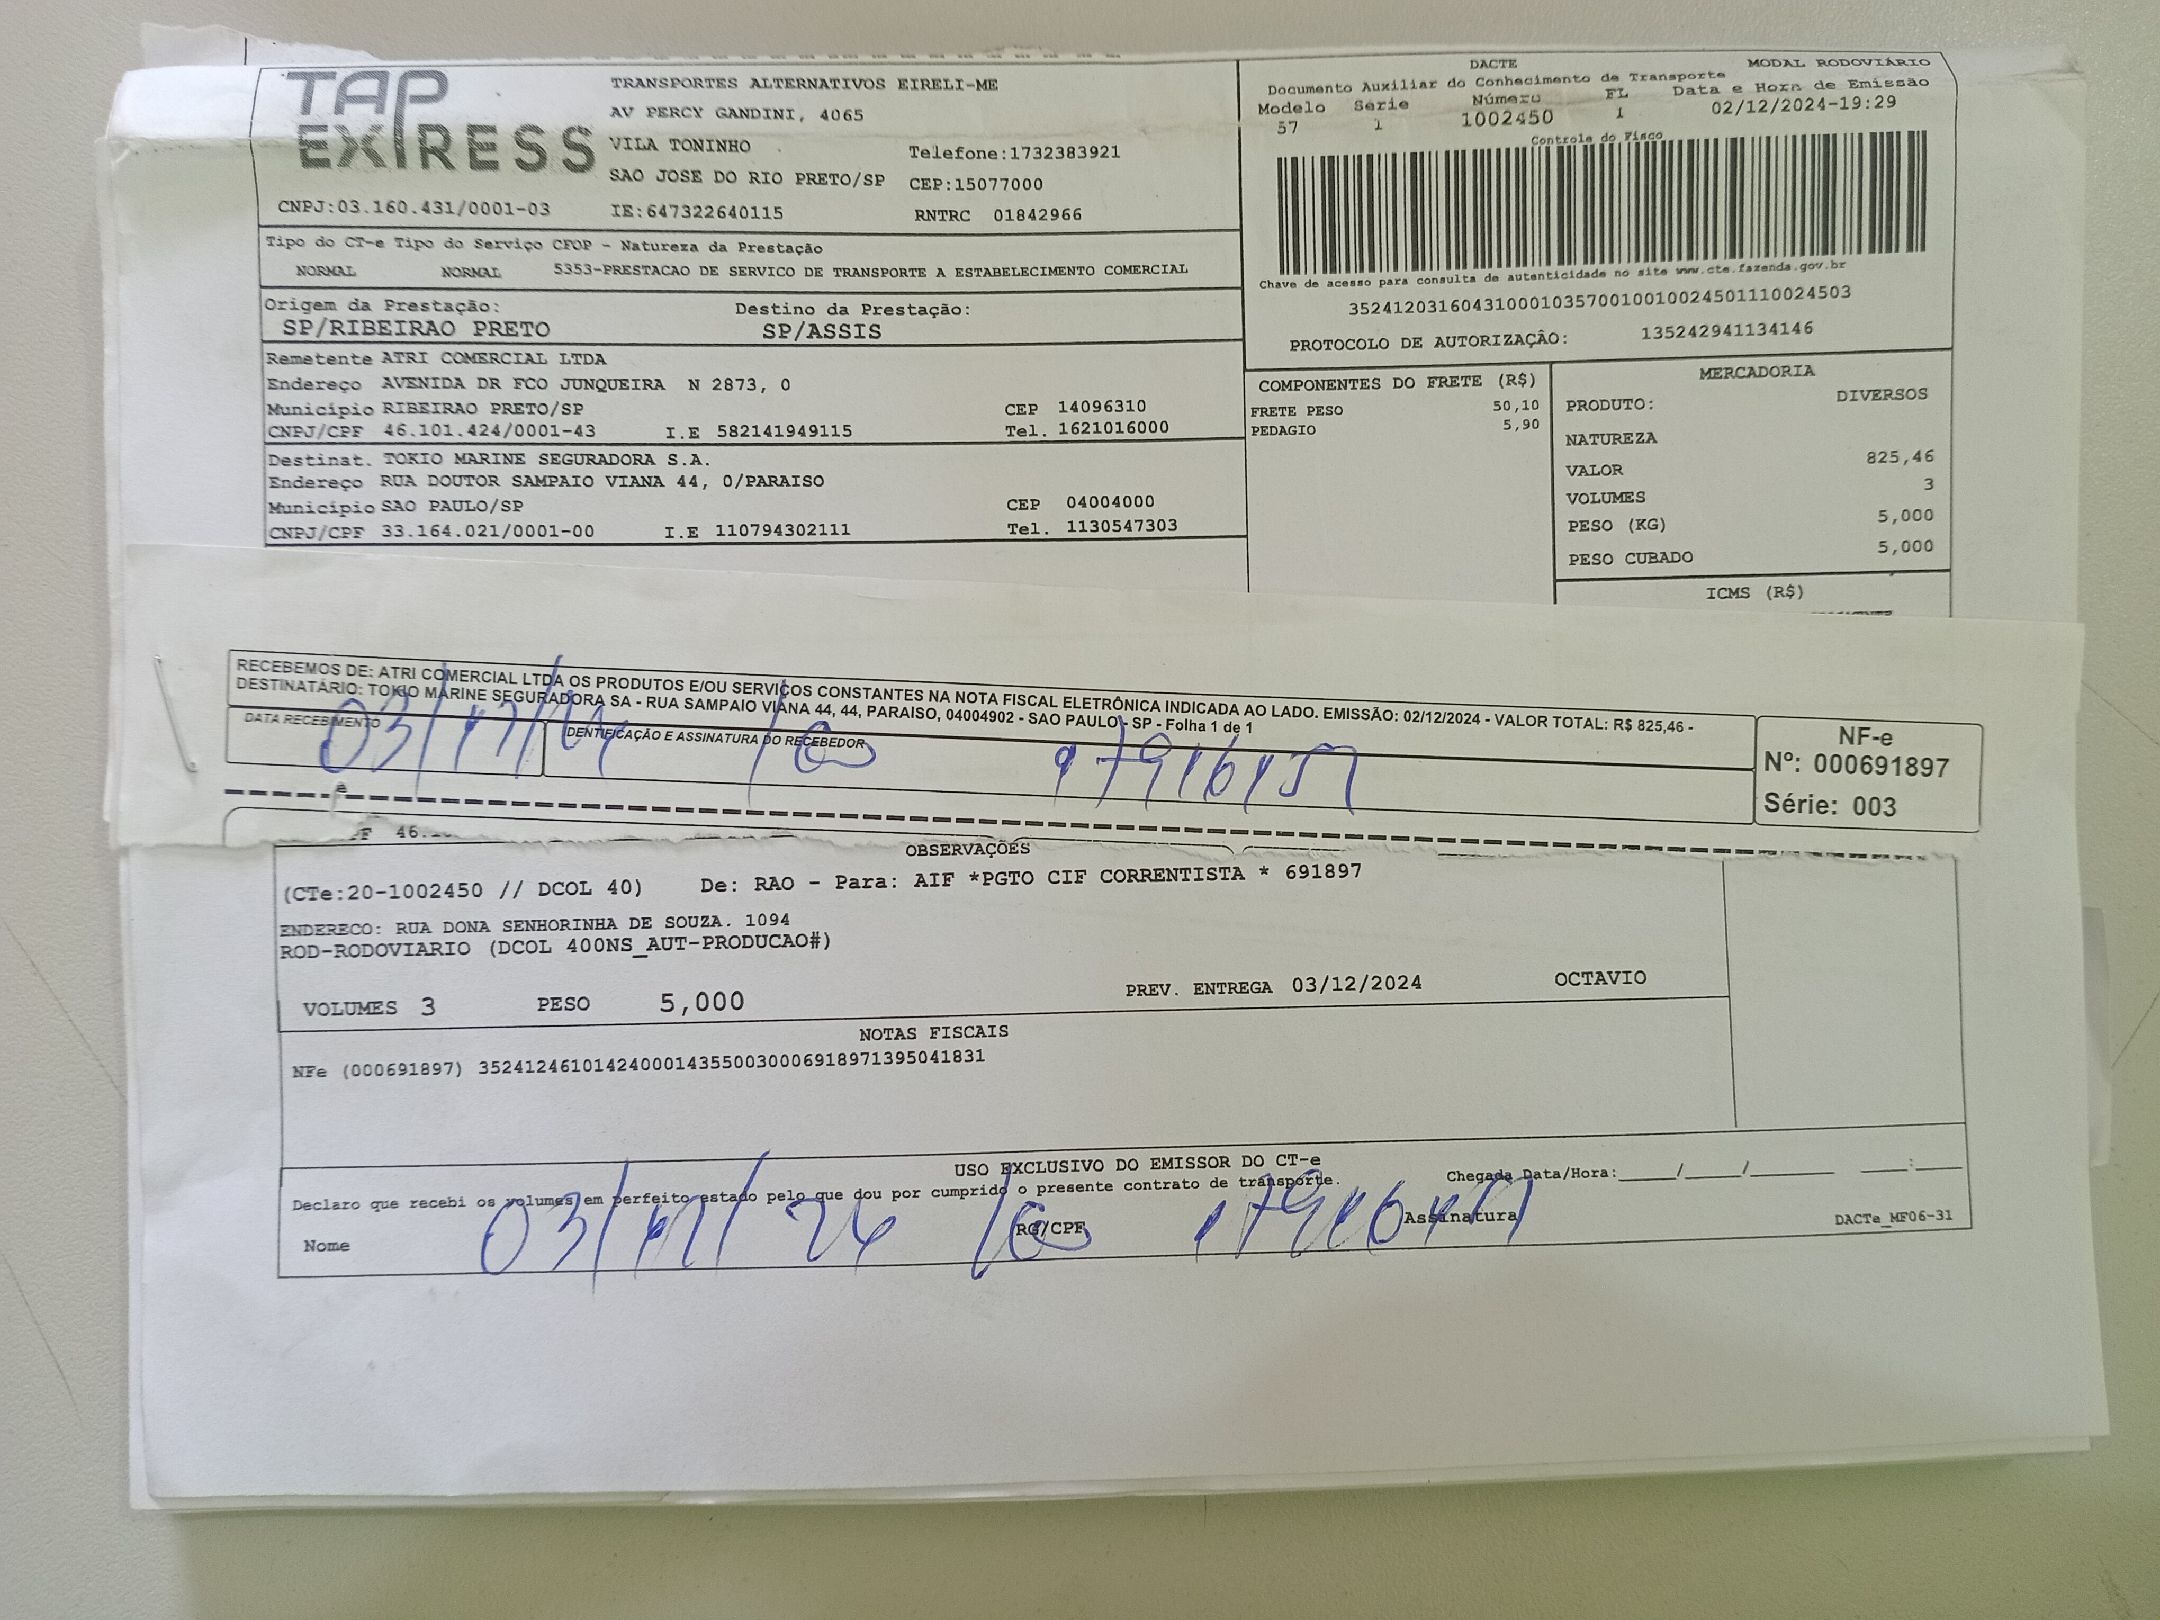 TAP EXPRESS
TRANSPORTES ALTERNATIVOS EIRELI-ME
AV PERCY GANDINI, 4065
VILA TONINHO Telefone:1732383921
SAO JOSE DO RIO PRETO/SP CEP:15077000
CNPJ:03.160.431/0001-03 IE:647322640115 RNTRC 01842966
DACTE MODAL RODOVIÁRIO
Documento Auxiliar do Conhecimento de Transporte
Modelo Série Número FL Data e Hora de Emissão
57 1 1002450 1 02/12/2024-19:29
Controle do Fisco
Chave de acesso para consulta de autenticidade no site www.cte.fazenda.gov.br
35241203160431000103570010010024501110024503
PROTOCOLO DE AUTORIZAÇÂO: 135242941134146
Tipo do CT-e Tipo do Serviço CFOP - Natureza da Prestação
NORMAL NORMAL 5353-PRESTACAO DE SERVICO DE TRANSPORTE A ESTABELECIMENTO COMERCIAL
Origem da Prestação: Destino da Prestação:
SP/RIBEIRAO PRETO SP/ASSIS
Remetente ATRI COMERCIAL LTDA
Endereço AVENIDA DR FCO JUNQUEIRA N 2873, 0
Município RIBEIRAO PRETO/SP CEP 14096310
CNPJ/CPF 46.101.424/0001-43 I.E 582141949115 Tel. 1621016000
Destinat. TOKIO MARINE SEGURADORA S.A.
Endereço RUA DOUTOR SAMPAIO VIANA 44, 0/PARAISO
Município SAO PAULO/SP CEP 04004000
CNPJ/CPF 33.164.021/0001-00 I.E 110794302111 Tel. 1130547303
COMPONENTES DO FRETE (R$)
FRETE PESO 50,10
PEDAGIO 5,90
MERCADORIA
PRODUTO: DIVERSOS
NATUREZA
VALOR 825,46
VOLUMES 3
PESO (KG) 5,000
PESO CUBADO 5,000
ICMS (R$)
RECEBEMOS DE: ATRI COMERCIAL LTDA OS PRODUTOS E/OU SERVIÇOS CONSTANTES NA NOTA FISCAL ELETRÔNICA INDICADA AO LADO. EMISSÃO: 02/12/2024 - VALOR TOTAL: R$ 825,46 -
DESTINATÁRIO: TOKIO MARINE SEGURADORA SA - RUA SAMPAIO VIANA 44, 44, PARAISO, 04004902 - SAO PAULO - SP - Folha 1 de 1
DATA RECEBIMENTO IDENTIFICAÇÃO E ASSINATURA DO RECEBEDOR
NF-e
Nº: 000691897
Série: 003
OBSERVAÇÕES
(CTe:20-1002450 // DCOL 40) De: RAO - Para: AIF *PGTO CIF CORRENTISTA * 691897
ENDERECO: RUA DONA SENHORINHA DE SOUZA. 1094
ROD-RODOVIARIO (DCOL 400NS_AUT-PRODUCAO#)
VOLUMES 3 PESO 5,000 PREV. ENTREGA 03/12/2024 OCTAVIO
NOTAS FISCAIS
NFe (000691897) 35241246101424000143550030006918971395041831
USO EXCLUSIVO DO EMISSOR DO CT-e
Declaro que recebi os volumes em perfeito estado pelo que dou por cumprido o presente contrato de transporte. Chegada Data/Hora:____/____/______ ____:____
Nome 03/12/24 RG/CPF Assinatura DACTe_MF06-31